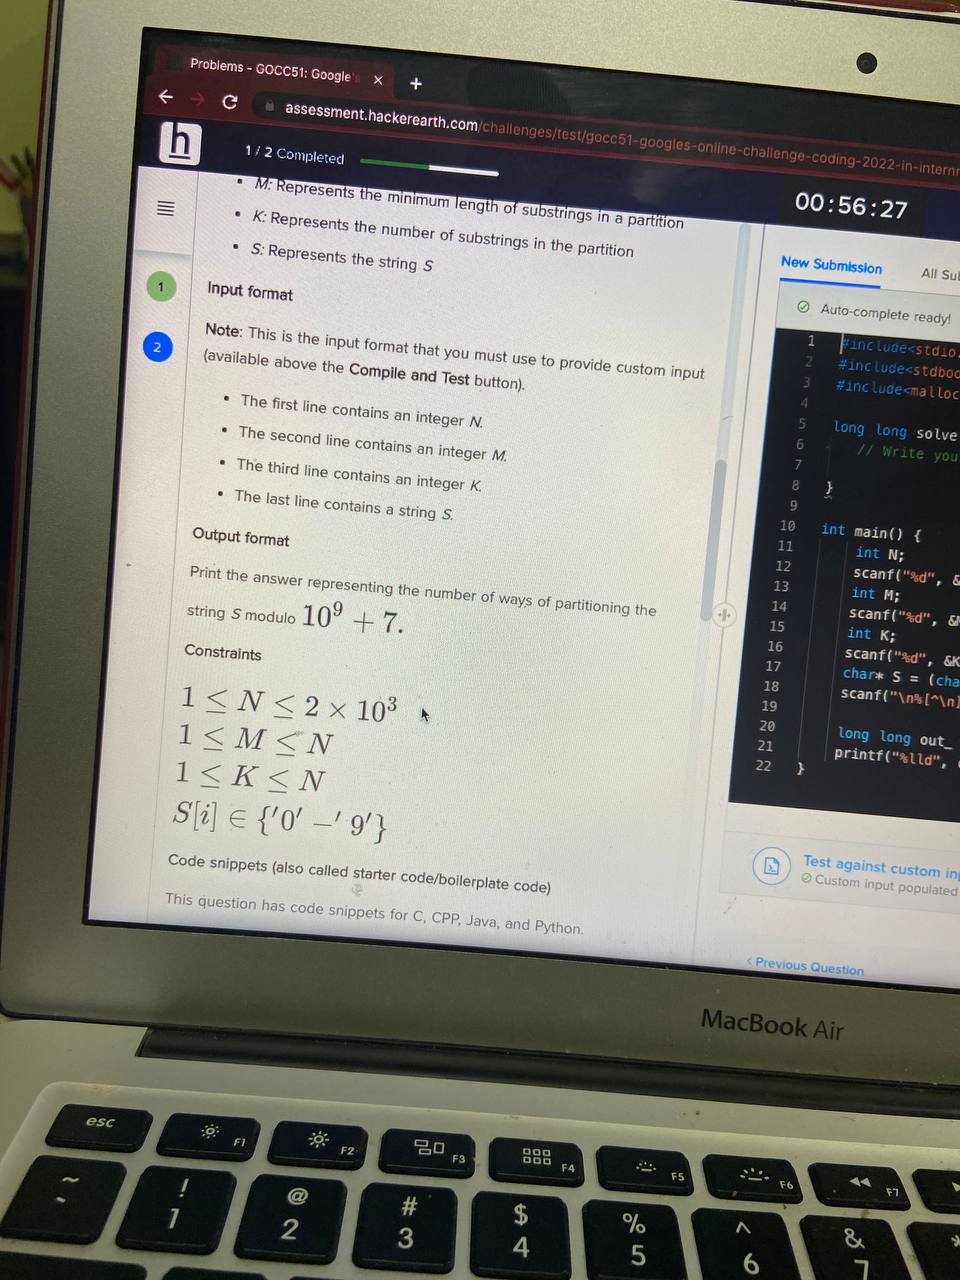 Problems - GOCC51: Google's
assessment.hackerearth.com/challenges/test/gocc51-googles-online-challenge-coding-2022-in-internr
h
1 / 2 Completed
00:56:27
• M: Represents the minimum length of substrings in a partition
• K: Represents the number of substrings in the partition
• S: Represents the string S
1
2
Input format
Note: This is the input format that you must use to provide custom input
(available above the Compile and Test button).
• The first line contains an integer N.
• The second line contains an integer M.
• The third line contains an integer K.
• The last line contains a string S.
Output format
Print the answer representing the number of ways of partitioning the
string S modulo 10⁹ + 7.
Constraints
1 ≤ N ≤ 2 × 10³
1 ≤ M ≤ N
1 ≤ K ≤ N
S[i] ∈ {'0' −' 9'}
Code snippets (also called starter code/boilerplate code)
This question has code snippets for C, CPP, Java, and Python.
New Submission
All Sul
Auto-complete ready!
1 #include<stdio.
2 #include<stdboo
3 #include<malloc
4
5 long long solve
6 // Write you
7
8 }
9
10 int main() {
11 int N;
12 scanf("%d", &
13 int M;
14 scanf("%d", &
15 int K;
16 scanf("%d", &K
17 char* S = (cha
18 scanf("\n%[^\n]
19
20 long long out_
21 printf("%lld",
22 }
Test against custom inp
Custom input populated
< Previous Question
MacBook Air
esc F1 F2 F3 F4 F5 F6 F7
~ ! @ # $ % ^ &
1 2 3 4 5 6 7